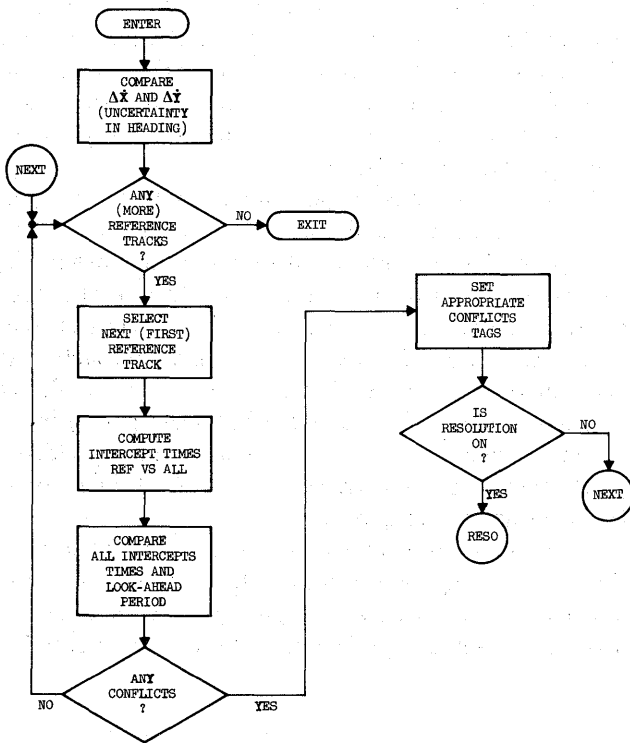 ENTER
COMPARE
ΔẊ AND ΔẎ
(UNCERTAINTY
IN HEADING)
NEXT
ANY
(MORE)
REFERENCE
TRACKS
?
NO
EXIT
YES
SELECT
NEXT (FIRST)
REFERENCE
TRACK
COMPUTE
INTERCEPT TIMES
REF VS ALL
COMPARE
ALL INTERCEPTS
TIMES AND
LOOK-AHEAD
PERIOD
ANY
CONFLICTS
?
NO
YES
SET
APPROPRIATE
CONFLICTS
TAGS
IS
RESOLUTION
ON
?
NO
NEXT
YES
RESO